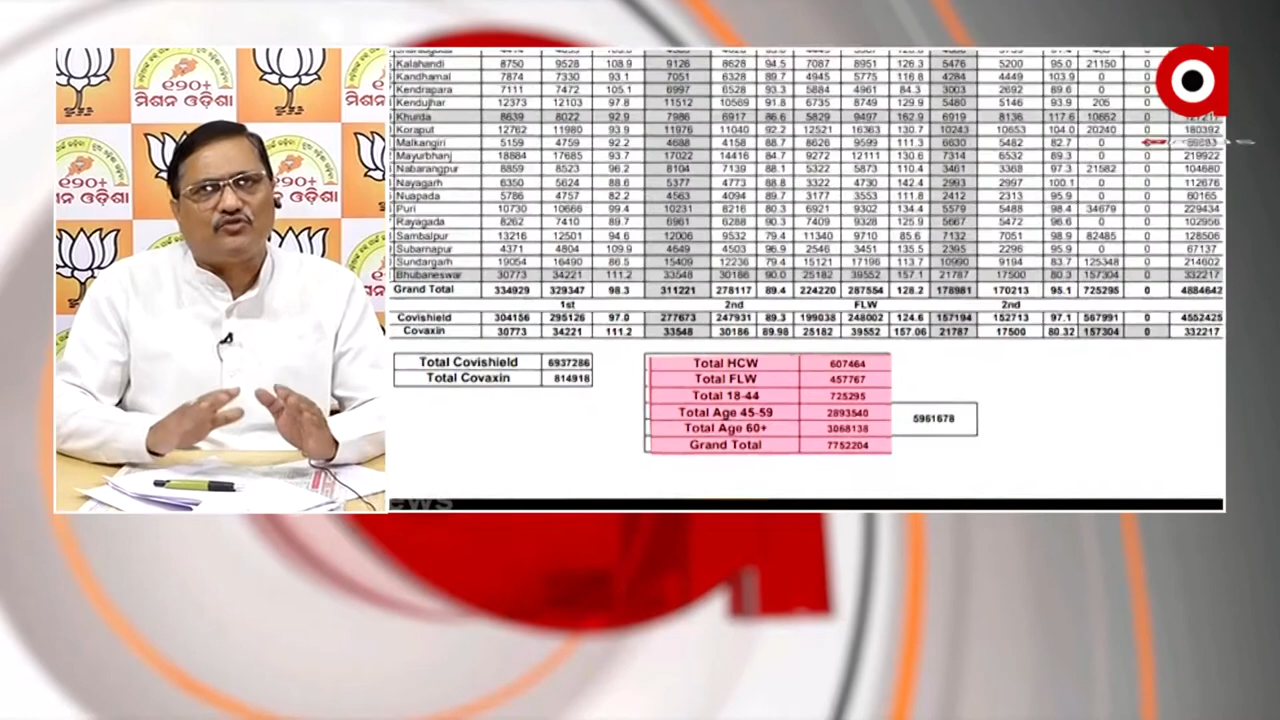 ୧୨୦+
ମିଶନ ଓଡ଼ିଶା
Kalahandi 8750 9528 108.9 9126 8628 94.5 7087 8951 126.3 5476 5200 95.0 21150 0
Kandhamal 7874 7330 93.1 7051 6328 89.7 4945 5775 116.8 4284 4449 103.9 0 0
Kendrapara 7111 7472 105.1 6997 6528 93.3 5884 4961 84.3 3003 2692 89.6 0 0
Kendujhar 12373 12103 97.8 11512 10569 91.8 6735 8749 129.9 5480 5146 93.9 205 0
Khurda 8639 8022 92.9 7986 6917 86.6 5829 9497 162.9 6919 8136 117.6 10652 0
Koraput 12762 11980 93.9 11976 11040 92.2 12521 16363 130.7 10243 10653 104.0 20240 0 180392
Malkangiri 5159 4759 92.2 4688 4158 88.7 8626 9599 111.3 6630 5482 82.7 0 0
Mayurbhanj 18884 17685 93.7 17022 14416 84.7 9272 12111 130.6 7314 6532 89.3 0 0 219922
Nabarangpur 8859 8523 96.2 8104 7139 88.1 5322 5873 110.4 3461 3368 97.3 21582 0 104680
Nayagarh 6350 5624 88.6 5377 4773 88.8 3322 4730 142.4 2993 2997 100.1 0 0 112676
Nuapada 5786 4757 82.2 4563 4094 89.7 3177 3553 111.8 2412 2313 95.9 0 0 60165
Puri 10730 10666 99.4 10231 8216 80.3 6921 9302 134.4 5579 5488 98.4 34679 0 229434
Rayagada 8262 7410 89.7 6961 6288 90.3 7409 9328 125.9 5667 5472 96.6 0 0 102956
Sambalpur 13216 12501 94.6 12006 9532 79.4 11340 9710 85.6 7132 7051 98.9 82485 0 128506
Subarnapur 4371 4804 109.9 4649 4503 96.9 2546 3451 135.5 2395 2296 95.9 0 0 67137
Sundargarh 19054 16490 86.5 15409 12236 79.4 15121 17196 113.7 10990 9194 83.7 125348 0 214602
Bhubaneswar 30773 34221 111.2 33548 30186 90.0 25182 39552 157.1 21787 17500 80.3 157304 0 332217
Grand Total 334929 329347 98.3 311221 278117 89.4 224220 287554 128.2 178981 170213 95.1 725295 0 4884642
1st 2nd FLW 2nd
Covishield 304156 295126 97.0 277673 247931 89.3 199038 248002 124.6 157194 152713 97.1 567991 0 4552425
Covaxin 30773 34221 111.2 33548 30186 89.98 25182 39552 157.06 21787 17500 80.32 157304 0 332217
Total Covishield 6937286
Total Covaxin 814918
Total HCW 607464
Total FLW 457767
Total 18-44 725295
Total Age 45-59 2893540
Total Age 60+ 3068138
5961678
Grand Total 7752204